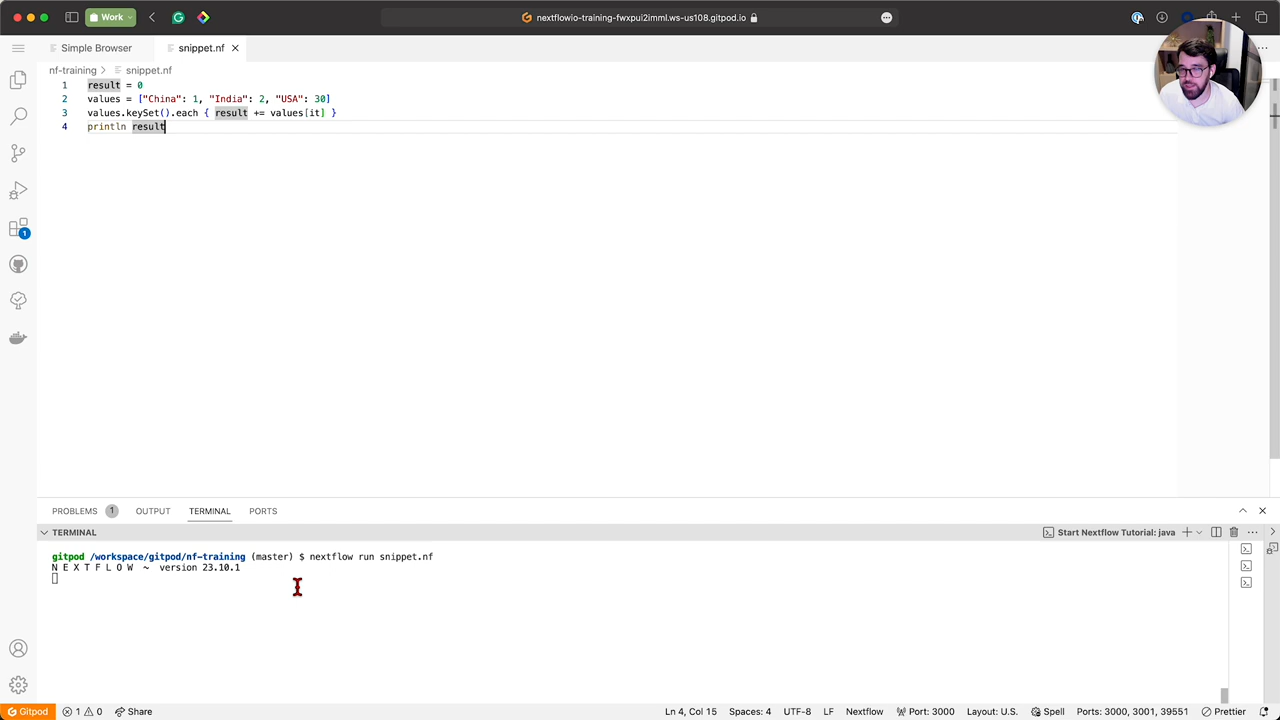 Work
nextflowio-training-fwxpui2imml.ws-us108.gitpod.io
Simple Browser
snippet.nf
nf-training > snippet.nf
1 result = 0
2 values = ["China": 1, "India": 2, "USA": 30]
3 values.keySet().each { result += values[it] }
4 println result
1
PROBLEMS 1 OUTPUT TERMINAL PORTS
TERMINAL
Start Nextflow Tutorial: java
gitpod /workspace/gitpod/nf-training (master) $ nextflow run snippet.nf
N E X T F L O W ~ version 23.10.1
Gitpod 1 0 Share Ln 4, Col 15 Spaces: 4 UTF-8 LF Nextflow Port: 3000 Layout: U.S. Spell Ports: 3000, 3001, 39551 Prettier